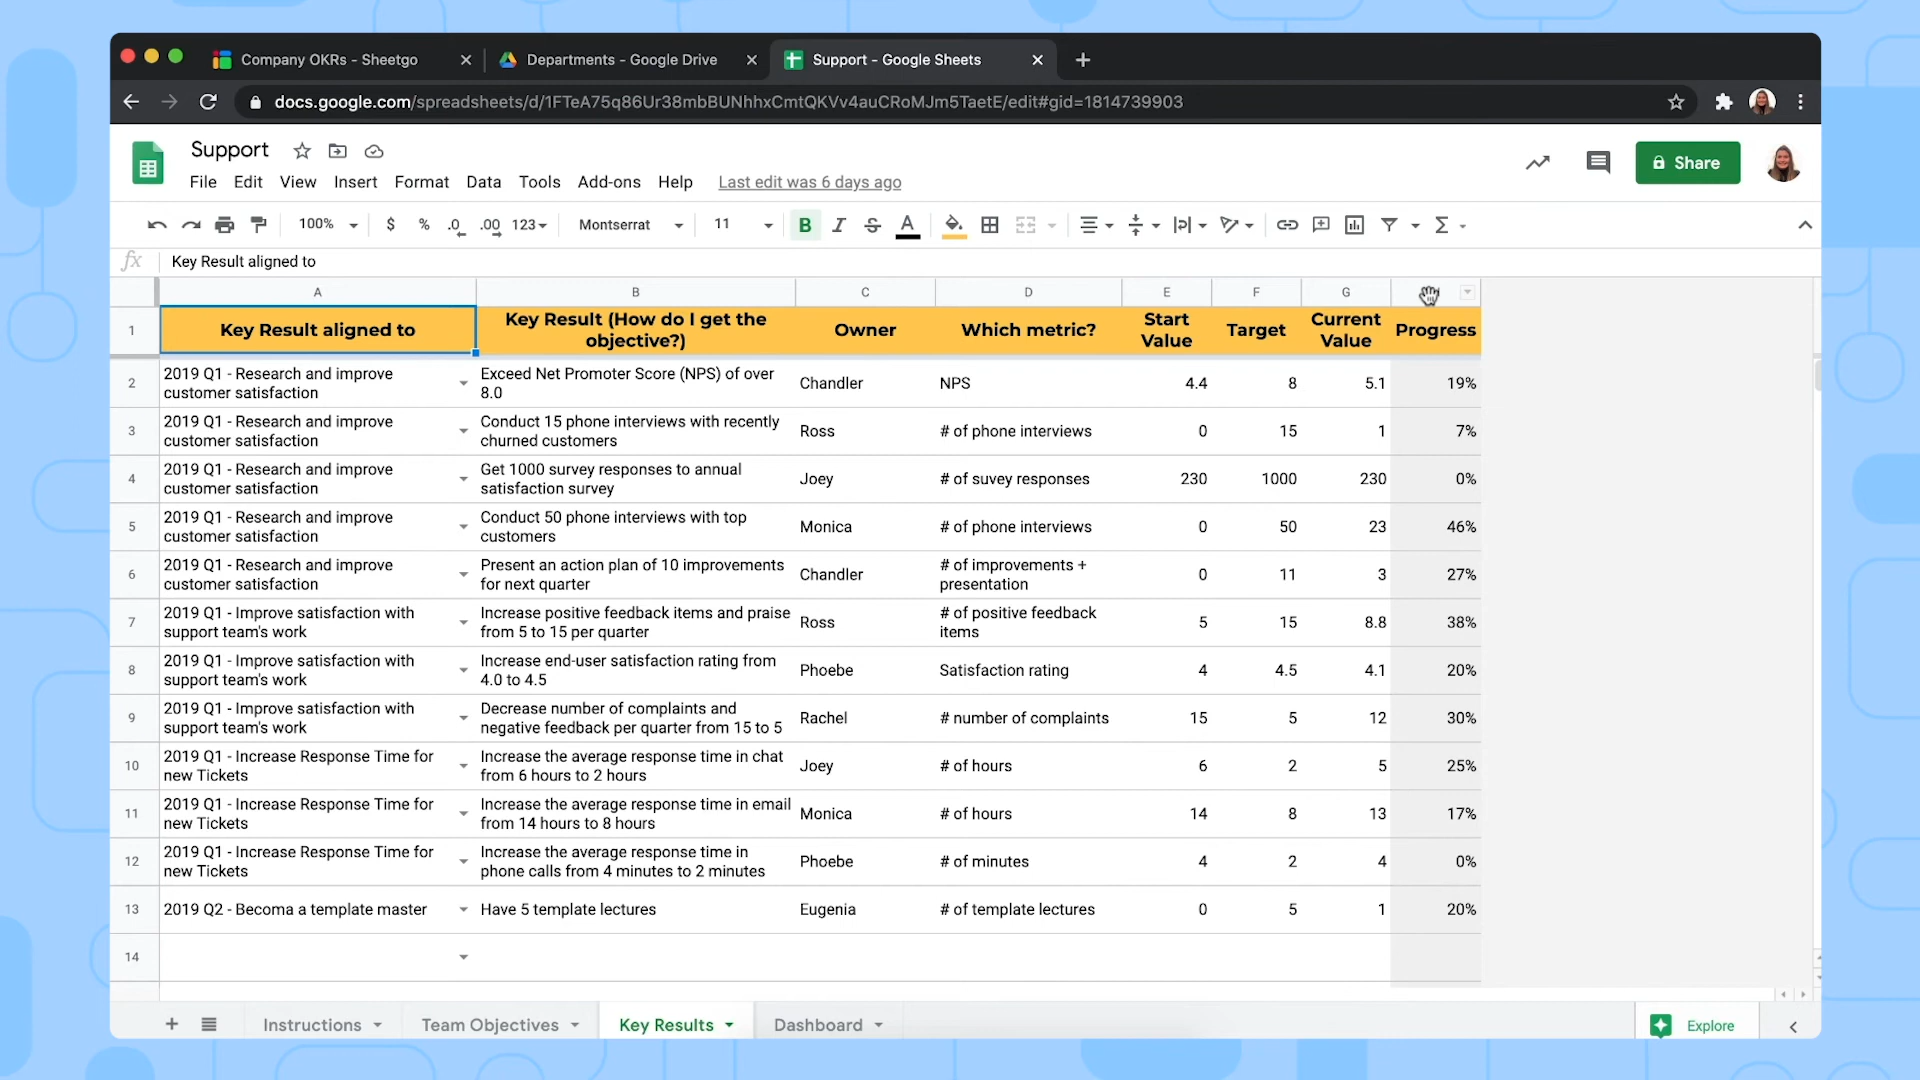 Company OKRs - Sheetgo
Departments - Google Drive
Support - Google Sheets
docs.google.com/spreadsheets/d/1FTeA75q86Ur38mbBUNhhxCmtQKVv4auCRoMJm5TaetE/edit#gid=1814739903
Support
File Edit View Insert Format Data Tools Add-ons Help Last edit was 6 days ago
Share
100% $ % .0 .00 123 Montserrat 11 B I S A
fx Key Result aligned to
A B C D E F G
1 Key Result aligned to Key Result (How do I get the objective?) Owner Which metric? Start Value Target Current Value Progress
2 2019 Q1 - Research and improve customer satisfaction Exceed Net Promoter Score (NPS) of over 8.0 Chandler NPS 4.4 8 5.1 19%
3 2019 Q1 - Research and improve customer satisfaction Conduct 15 phone interviews with recently churned customers Ross # of phone interviews 0 15 1 7%
4 2019 Q1 - Research and improve customer satisfaction Get 1000 survey responses to annual satisfaction survey Joey # of suvey responses 230 1000 230 0%
5 2019 Q1 - Research and improve customer satisfaction Conduct 50 phone interviews with top customers Monica # of phone interviews 0 50 23 46%
6 2019 Q1 - Research and improve customer satisfaction Present an action plan of 10 improvements for next quarter Chandler # of improvements + presentation 0 11 3 27%
7 2019 Q1 - Improve satisfaction with support team's work Increase positive feedback items and praise from 5 to 15 per quarter Ross # of positive feedback items 5 15 8.8 38%
8 2019 Q1 - Improve satisfaction with support team's work Increase end-user satisfaction rating from 4.0 to 4.5 Phoebe Satisfaction rating 4 4.5 4.1 20%
9 2019 Q1 - Improve satisfaction with support team's work Decrease number of complaints and negative feedback per quarter from 15 to 5 Rachel # number of complaints 15 5 12 30%
10 2019 Q1 - Increase Response Time for new Tickets Increase the average response time in chat from 6 hours to 2 hours Joey # of hours 6 2 5 25%
11 2019 Q1 - Increase Response Time for new Tickets Increase the average response time in email from 14 hours to 8 hours Monica # of hours 14 8 13 17%
12 2019 Q1 - Increase Response Time for new Tickets Increase the average response time in phone calls from 4 minutes to 2 minutes Phoebe # of minutes 4 2 4 0%
13 2019 Q2 - Becoma a template master Have 5 template lectures Eugenia # of template lectures 0 5 1 20%
14
Instructions Team Objectives Key Results Dashboard Explore